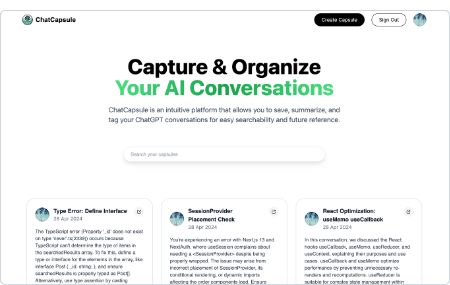 ChatCapsule
Create Capsule
Sign Out
Capture & Organize
Your AI Conversations
ChatCapsule is an intuitive platform that allows you to save, summarize, and
tag your ChatGPT conversations for easy searchability and future reference.
Search your capsules
Type Error: Define Interface
28 Apr 2024
The TypeScript error (Property '_id' does not exist
on type 'never'.ts(2339)) occurs because
TypeScript can't determine the type of items in
the searchedResults array. To fix this, define a
type or interface for the elements in the array, like
interface Post { _id: string; }, and ensure
searchedResults is properly typed as Post[].
Alternatively, use type assertion by casting
SessionProvider
Placement Check
28 Apr 2024
You're experiencing an error with Next.js 13 and
NextAuth, where useSession complains about
needing a <SessionProvider> despite being
properly wrapped. The issue may arise from
incorrect placement of SessionProvider, its
conditional rendering, or dynamic imports
affecting the order components load. Ensure
React Optimization:
useMemo useCallback
26 Apr 2024
In this conversation, we discussed the React
hooks useCallback, useMemo, useReducer, and
useContext, explaining their purposes and use
cases. useCallback and useMemo optimize
performance by preventing unnecessary re-
renders and recomputations. useReducer is
suitable for complex state management within